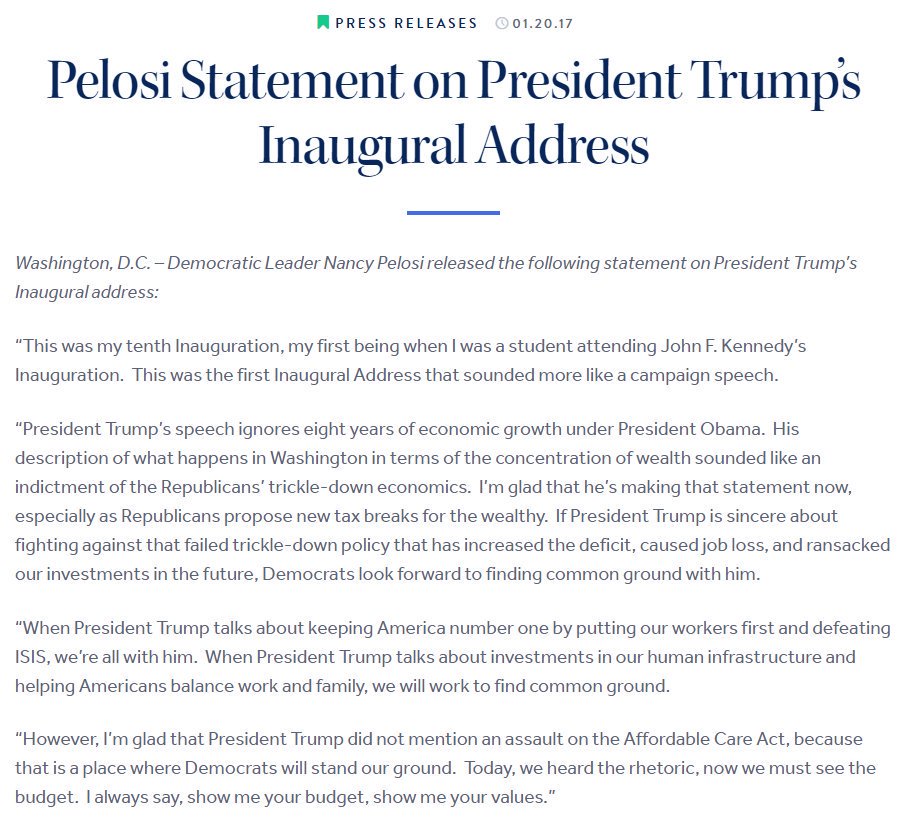 PRESS RELEASES 01.20.17
Pelosi Statement on President Trump’s
Inaugural Address
Washington, D.C. – Democratic Leader Nancy Pelosi released the following statement on President Trump’s
Inaugural address:
“This was my tenth Inauguration, my first being when I was a student attending John F. Kennedy’s
Inauguration.  This was the first Inaugural Address that sounded more like a campaign speech.
“President Trump’s speech ignores eight years of economic growth under President Obama.  His
description of what happens in Washington in terms of the concentration of wealth sounded like an
indictment of the Republicans’ trickle-down economics.  I’m glad that he’s making that statement now,
especially as Republicans propose new tax breaks for the wealthy.  If President Trump is sincere about
fighting against that failed trickle-down policy that has increased the deficit, caused job loss, and ransacked
our investments in the future, Democrats look forward to finding common ground with him.
“When President Trump talks about keeping America number one by putting our workers first and defeating
ISIS, we’re all with him.  When President Trump talks about investments in our human infrastructure and
helping Americans balance work and family, we will work to find common ground.
“However, I’m glad that President Trump did not mention an assault on the Affordable Care Act, because
that is a place where Democrats will stand our ground.  Today, we heard the rhetoric, now we must see the
budget.  I always say, show me your budget, show me your values.”